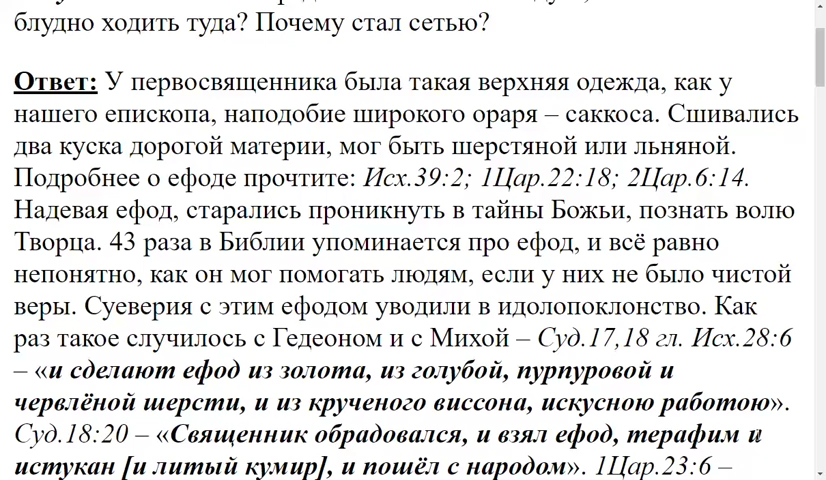 блудно ходить туда? Почему стал сетью?
Ответ: У первосвященника была такая верхняя одежда, как у
нашего епископа, наподобие широкого ораря – саккоса. Сшивались
два куска дорогой материи, мог быть шерстяной или льняной.
Подробнее о ефоде прочтите: Исх.39:2; 1Цар.22:18; 2Цар.6:14.
Надевая ефод, старались проникнуть в тайны Божьи, познать волю
Творца. 43 раза в Библии упоминается про ефод, и всё равно
непонятно, как он мог помогать людям, если у них не было чистой
веры. Суеверия с этим ефодом уводили в идолопоклонство. Как
раз такое случилось с Гедеоном и с Михой – Суд.17,18 гл. Исх.28:6
– «и сделают ефод из золота, из голубой, пурпуровой и
червлёной шерсти, и из крученого виссона, искусною работою».
Суд.18:20 – «Священник обрадовался, и взял ефод, терафим и
истукан [и литый кумир], и пошёл с народом». 1Цар.23:6 –